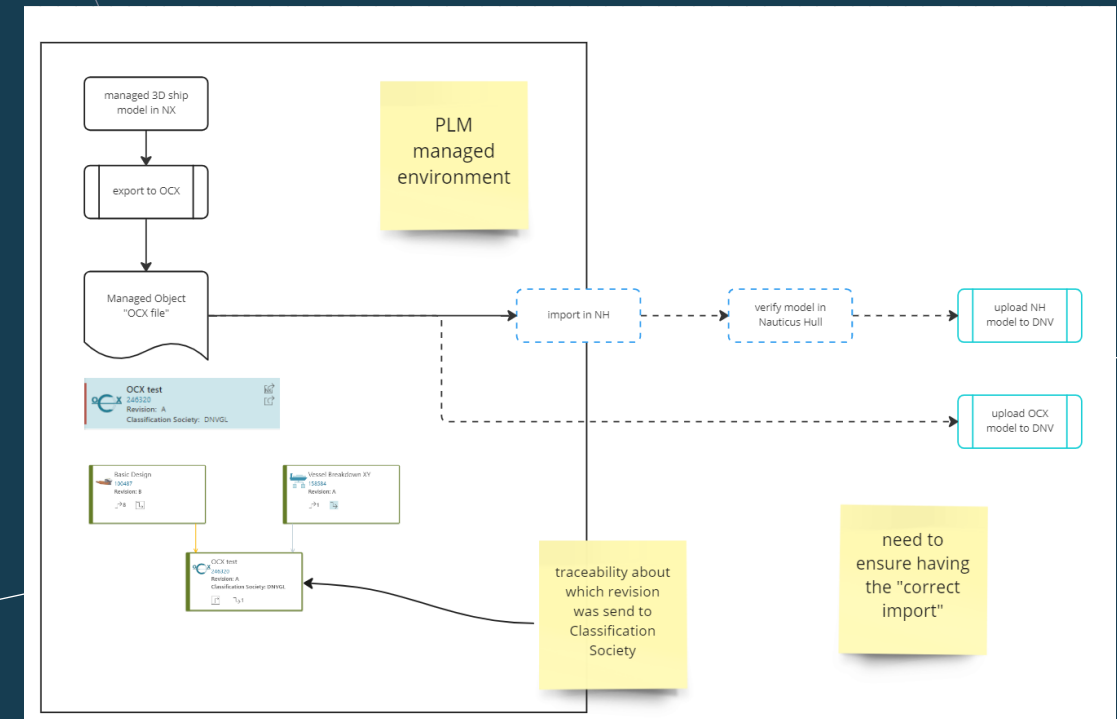 managed 3D ship
model in NX
export to OCX
Managed Object
"OCX file"
PLM
managed
environment
import in NH
verify model in
Nauticus Hull
upload NH
model to DNV
upload OCX
model to DNV
OCX test
246320
Revision: A
Classification Society: DNVGL
Basic Design
100487
Revision: B
Vessel Breakdown XY
158584
Revision: A
OCX test
246320
Revision: A
Classification Society: DNVGL
traceability about
which revision
was send to
Classification
Society
need to
ensure having
the "correct
import"